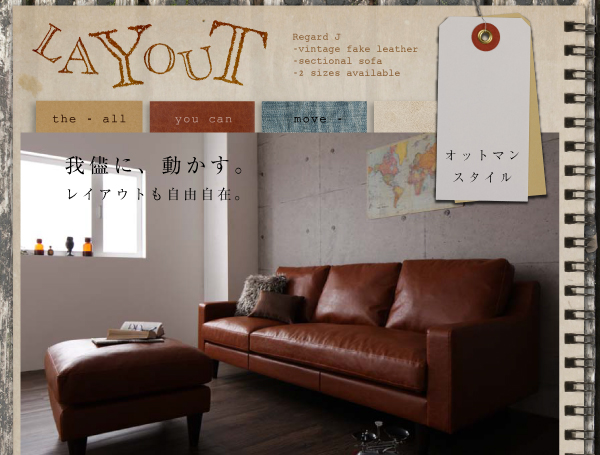 LAYOUT
Regard J
-vintage fake leather
-sectional sofa
-2 sizes available
the - all
you can
move -
オットマン
スタイル
我儘に、動かす。
レイアウトも自由自在。